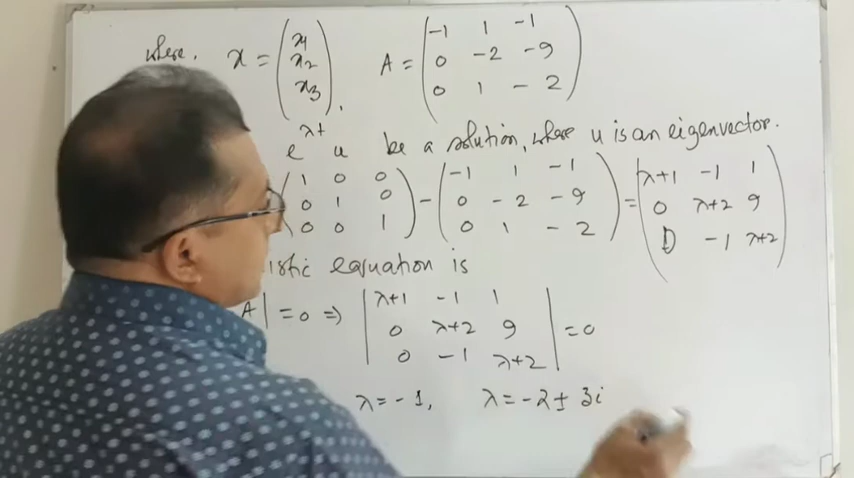 where, x = (x1 x2 x3), A = (-1 1 -1
0 -2 -9
0 1 -2)
e^λt u be a solution, where u is an eigenvector.
(1 0 0
0 1 0
0 0 1) - (-1 1 -1
0 -2 -9
0 1 -2) = (λ+1 -1 1
0 λ+2 9
0 -1 λ+2)
istic equation is
A| = 0 ⇒ |λ+1 -1 1
0 λ+2 9
0 -1 λ+2| = 0
λ = -1, λ = -2 ± 3i